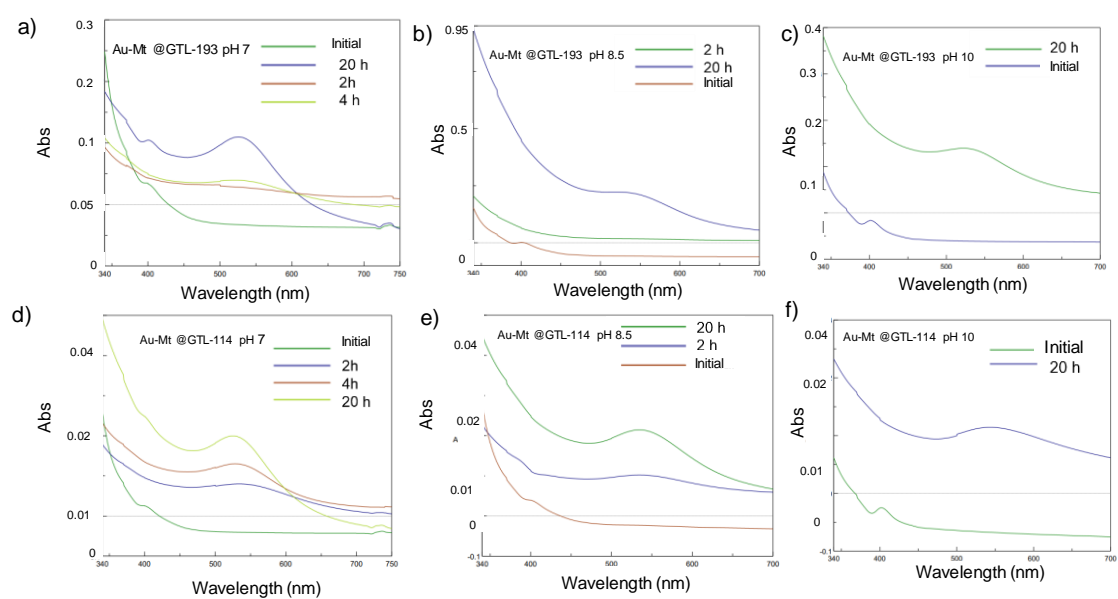 a)
Au-Mt @GTL-193 pH 7
Initial
20 h
2h
4 h
0.3
0.2
0.1
0.05
0
Abs
340
400
500
600
700
750
Wavelength (nm)
b)
Au-Mt @GTL-193 pH 8.5
2 h
20 h
Initial
0.95
0.5
0
Abs
340
400
500
600
700
Wavelength (nm)
c)
Au-Mt @GTL-193 pH 10
20 h
Initial
0.4
0.2
0.1
0
Abs
340
400
500
600
700
Wavelength (nm)
d)
Au-Mt @GTL-114 pH 7
Initial
2h
4h
20 h
0.04
0.02
0.01
0
Abs
340
400
500
600
700
750
Wavelength (nm)
e)
Au-Mt @GTL-114 pH 8.5
20 h
2 h
Initial
0.04
0.02
A
0.01
0
-0.1
Abs
340
400
500
600
700
Wavelength (nm)
f)
Au-Mt @GTL-114 pH 10
Initial
20 h
0.04
0.02
0.01
0
-0.1
Abs
340
400
500
600
700
Wavelength (nm)